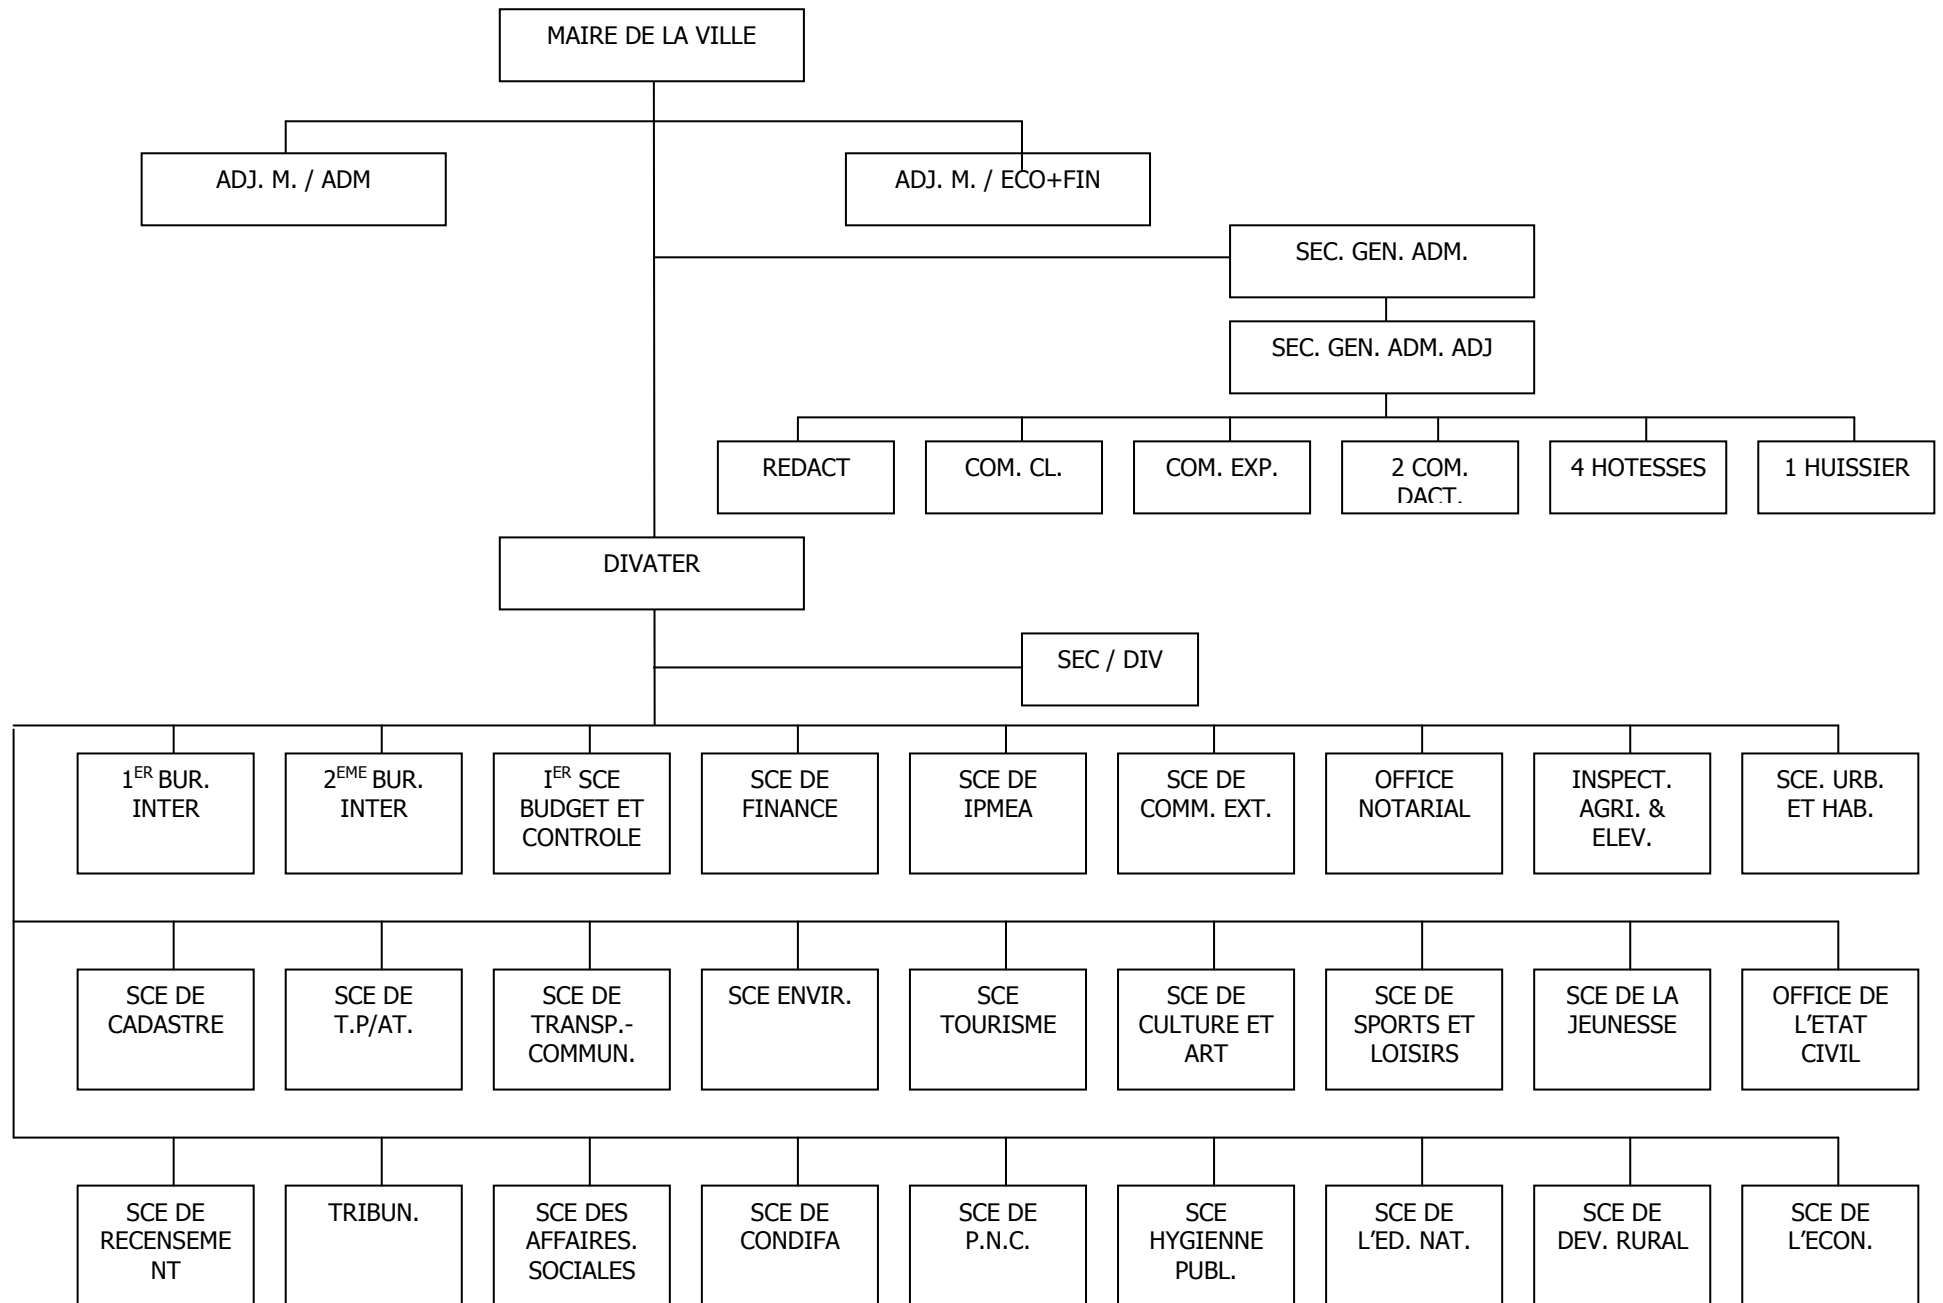 MAIRE DE LA VILLE
ADJ. M. / ADM
ADJ. M. / ECO+FIN
SEC. GEN. ADM.
SEC. GEN. ADM. ADJ
REDACT
COM. CL.
COM. EXP.
2 COM.
DACT.
4 HOTESSES
1 HUISSIER
DIVATER
SEC / DIV
1ER BUR.
INTER
2EME BUR.
INTER
IER SCE
BUDGET ET
CONTROLE
SCE DE
FINANCE
SCE DE
IPMEA
SCE DE
COMM. EXT.
OFFICE
NOTARIAL
INSPECT.
AGRI. &
ELEV.
SCE. URB.
ET HAB.
SCE DE
CADASTRE
SCE DE
T.P/AT.
SCE DE
TRANSP.-
COMMUN.
SCE ENVIR.
SCE
TOURISME
SCE DE
CULTURE ET
ART
SCE DE
SPORTS ET
LOISIRS
SCE DE LA
JEUNESSE
OFFICE DE
L’ETAT
CIVIL
SCE DE
RECENSEME
NT
TRIBUN.
SCE DES
AFFAIRES.
SOCIALES
SCE DE
CONDIFA
SCE DE
P.N.C.
SCE
HYGIENNE
PUBL.
SCE DE
L’ED. NAT.
SCE DE
DEV. RURAL
SCE DE
L’ECON.